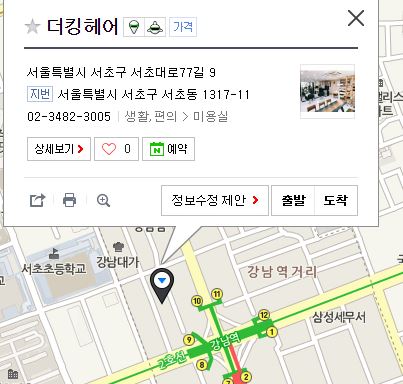 더킹헤어 가격
서울특별시 서초구 서초대로77길 9
지번 서울특별시 서초구 서초동 1317-11
02-3482-3005 생활,편의 > 미용실
상세보기 0 N 예약
정보수정 제안 출발 도착
강남대가
서초초등학교
강남역거리
10 11
12
삼성세무서
9 2호선 강남역 1
8
2